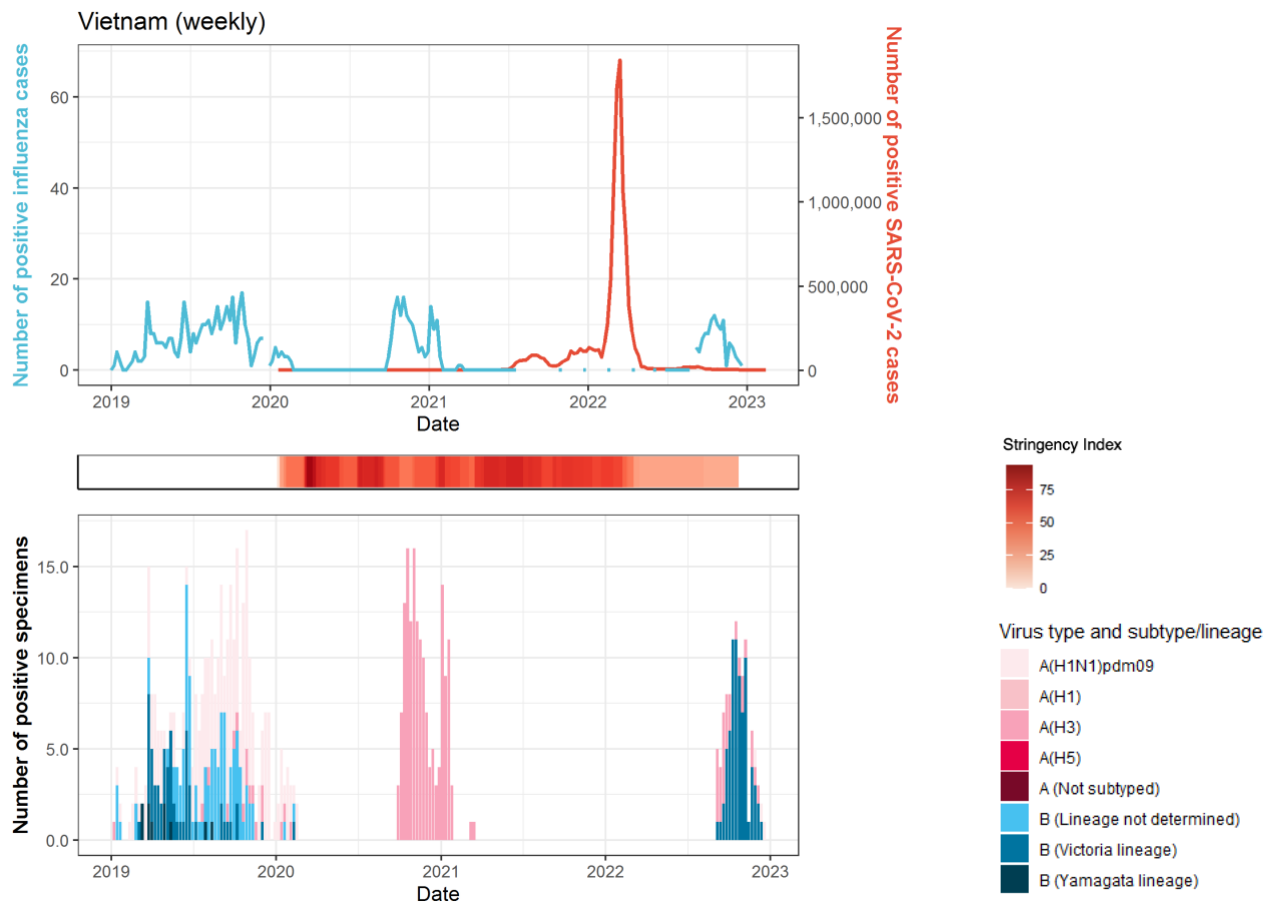 Vietnam (weekly)
Number of positive influenza cases
Number of positive SARS-CoV-2 cases
60
40
20
0
1,500,000
1,000,000
500,000
0
2019 2020 2021 2022 2023
Date
Stringency Index
75
50
25
0
Number of positive specimens
15.0
10.0
5.0
0.0
2019 2020 2021 2022 2023
Date
Virus type and subtype/lineage
A(H1N1)pdm09
A(H1)
A(H3)
A(H5)
A (Not subtyped)
B (Lineage not determined)
B (Victoria lineage)
B (Yamagata lineage)